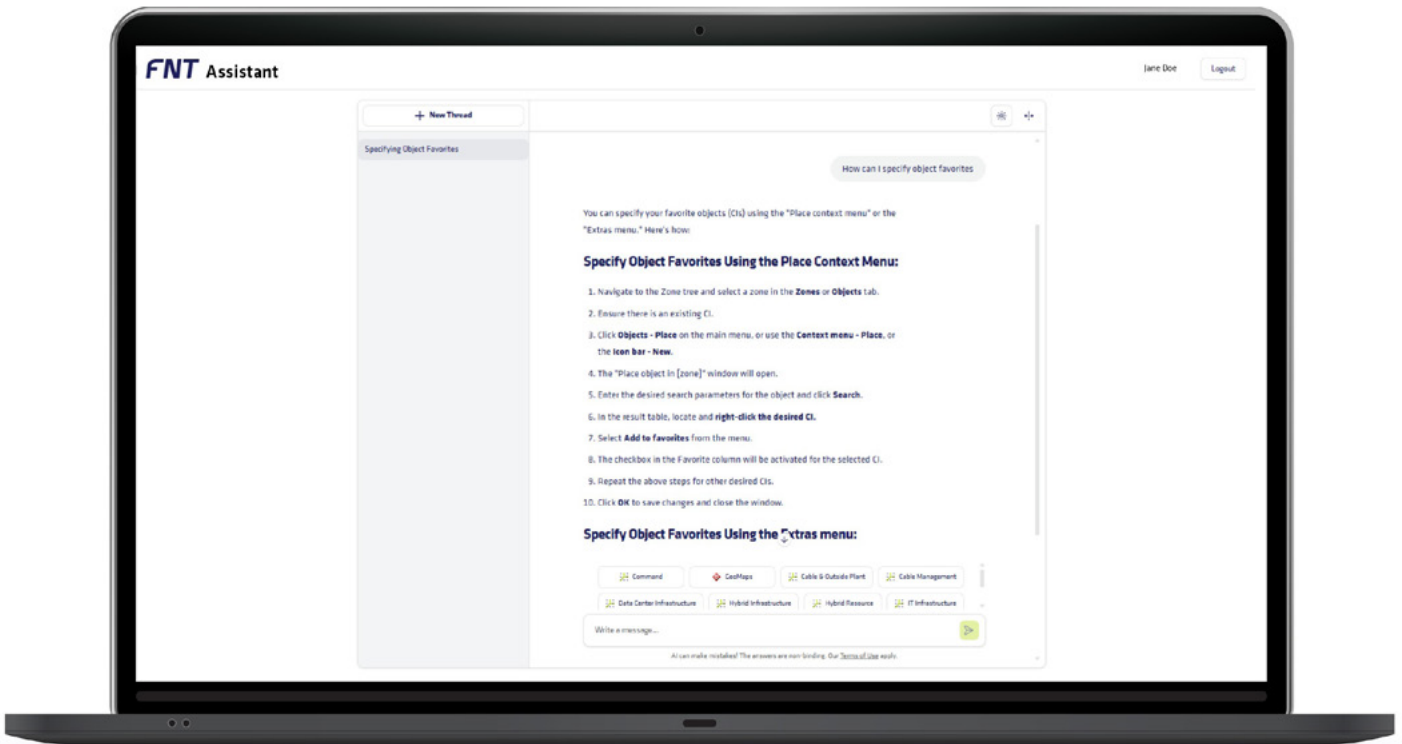 FNT Assistant
Jane Doe
Logout
New Thread
Specifying Object Favorites
How can I specify object favorites
You can specify your favorite objects (CIs) using the "Place context menu" or the
"Extras menu." Here's how:
Specify Object Favorites Using the Place Context Menu:
1. Navigate to the Zone tree and select a zone in the Zones or Objects tab.
2. Ensure there is an existing CI.
3. Click Objects - Place on the main menu, or use the Context menu - Place, or
the Icon bar - New.
4. The "Place object in [zone]" window will open.
5. Enter the desired search parameters for the object and click Search.
6. In the result table, locate and right-click the desired CI.
7. Select Add to favorites from the menu.
8. The checkbox in the Favorite column will be activated for the selected CI.
9. Repeat the above steps for other desired CIs.
10. Click OK to save changes and close the window.
Specify Object Favorites Using the Extras menu:
Command GeoMaps Cable & Outside Plant Cable Management
Data Center Infrastructure Hybrid Infrastructure Hybrid Resource IT Infrastructure
Write a message...
AI can make mistakes! The answers are non-binding. Our Terms of Use apply.